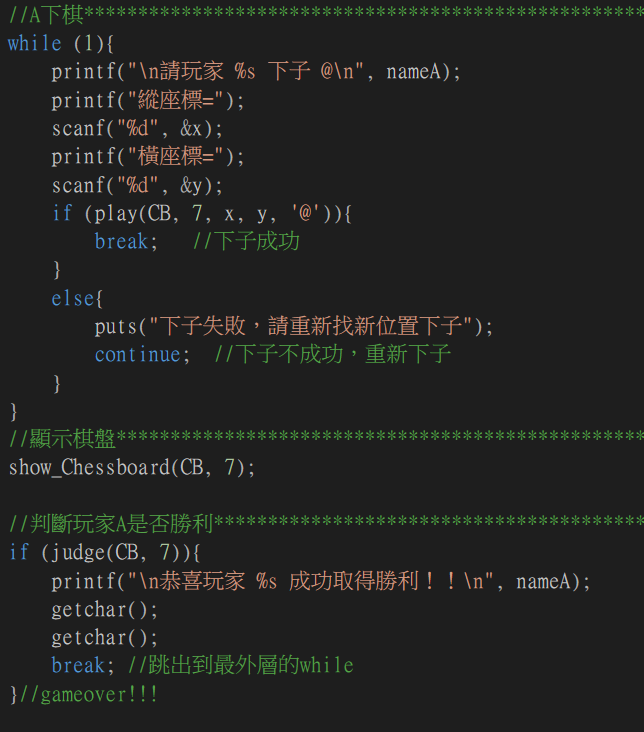 //A下棋****************************************************
while (1){
    printf("\n請玩家 %s 下子 @\n", nameA);
    printf("縱座標=");
    scanf("%d", &x);
    printf("橫座標=");
    scanf("%d", &y);
    if (play(CB, 7, x, y, '@')){
        break;   //下子成功
    }
    else{
        puts("下子失敗，請重新找新位置下子");
        continue;  //下子不成功，重新下子
    }
}
//顯示棋盤*************************************************
show_Chessboard(CB, 7);

//判斷玩家A是否勝利****************************************
if (judge(CB, 7)){
    printf("\n恭喜玩家 %s 成功取得勝利！！\n", nameA);
    getchar();
    getchar();
    break; //跳出到最外層的while
}//gameover!!!